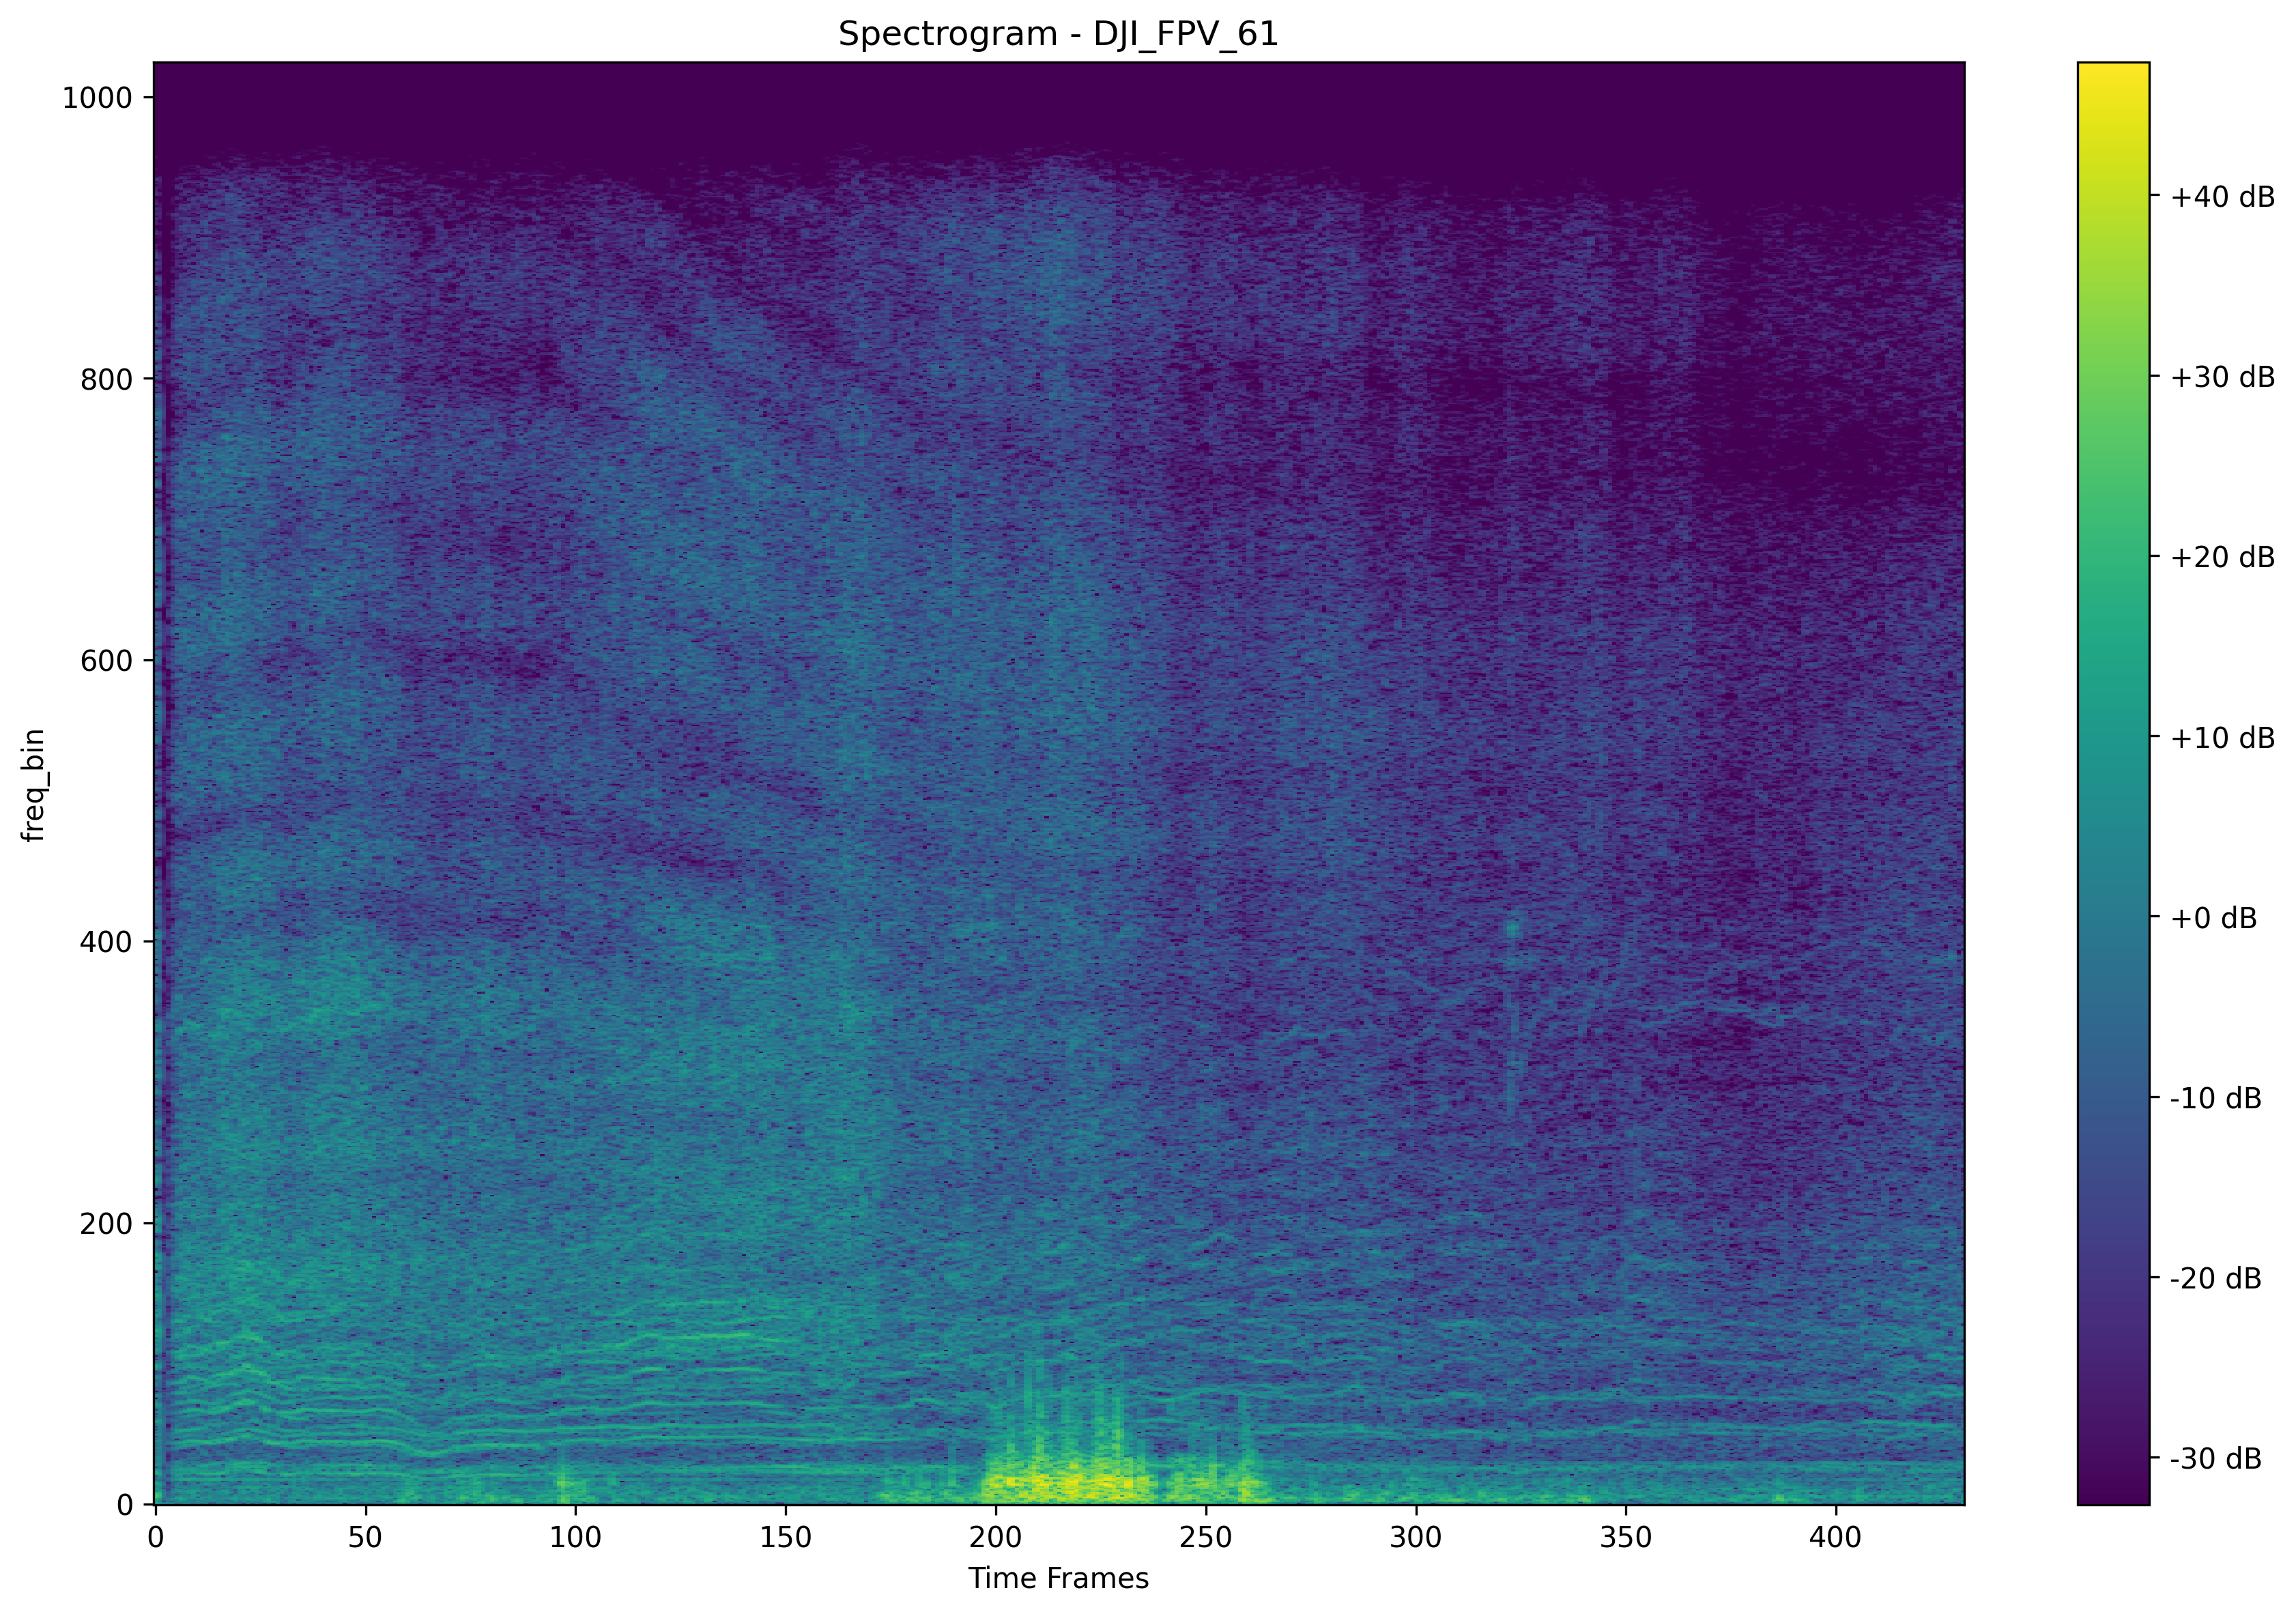 Spectrogram - DJI_FPV_61
1000
800
600
400
200
0
freq_bin
0 50 100 150 200 250 300 350 400
Time Frames
+40 dB
+30 dB
+20 dB
+10 dB
+0 dB
-10 dB
-20 dB
-30 dB